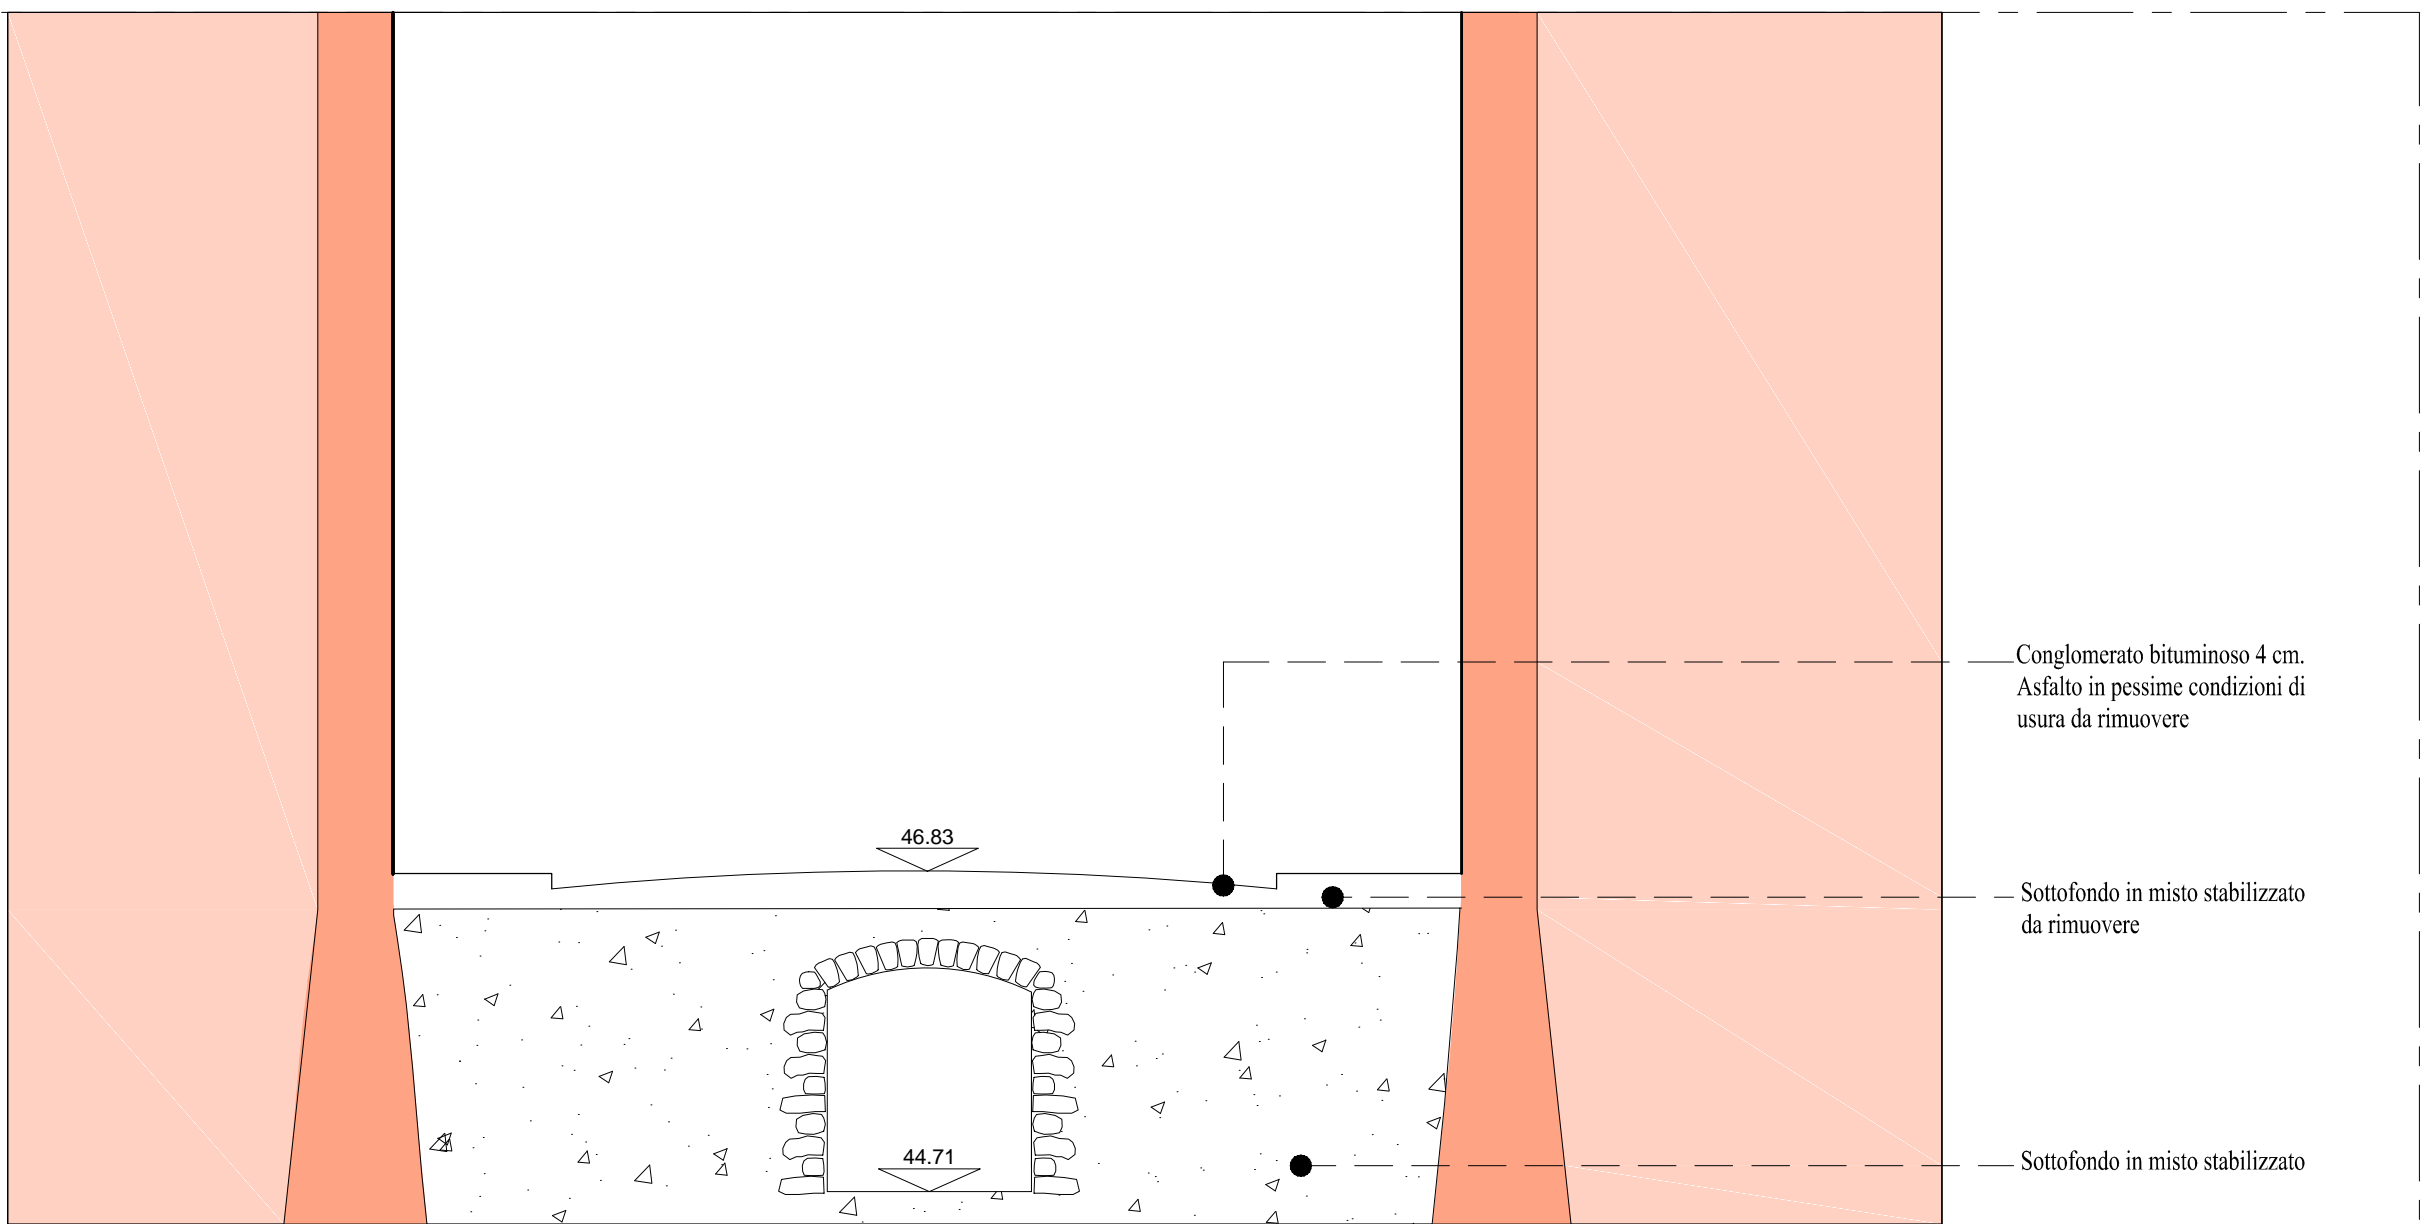 Conglomerato bituminoso 4 cm.
Asfalto in pessime condizioni di
usura da rimuovere
46.83
Sottofondo in misto stabilizzato
da rimuovere
44.71
Sottofondo in misto stabilizzato